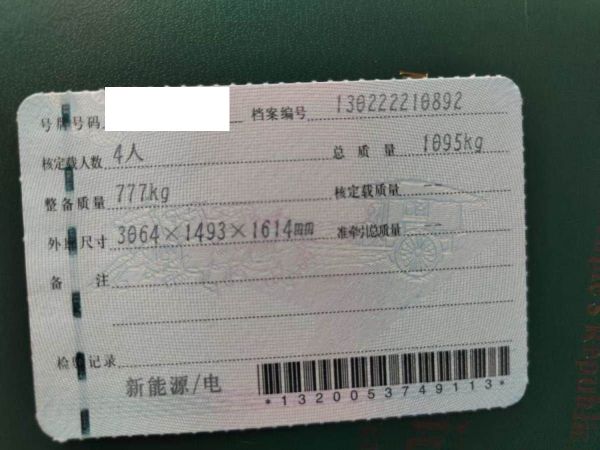 号牌号码 档案编号 130222210892
核定载人数 4人 总质量 1095kg
整备质量 777kg 核定载质量 --
外廓尺寸 3064×1493×1614mm 准牵引总质量 --
备注
检验记录
新能源/电
*1320053749113*